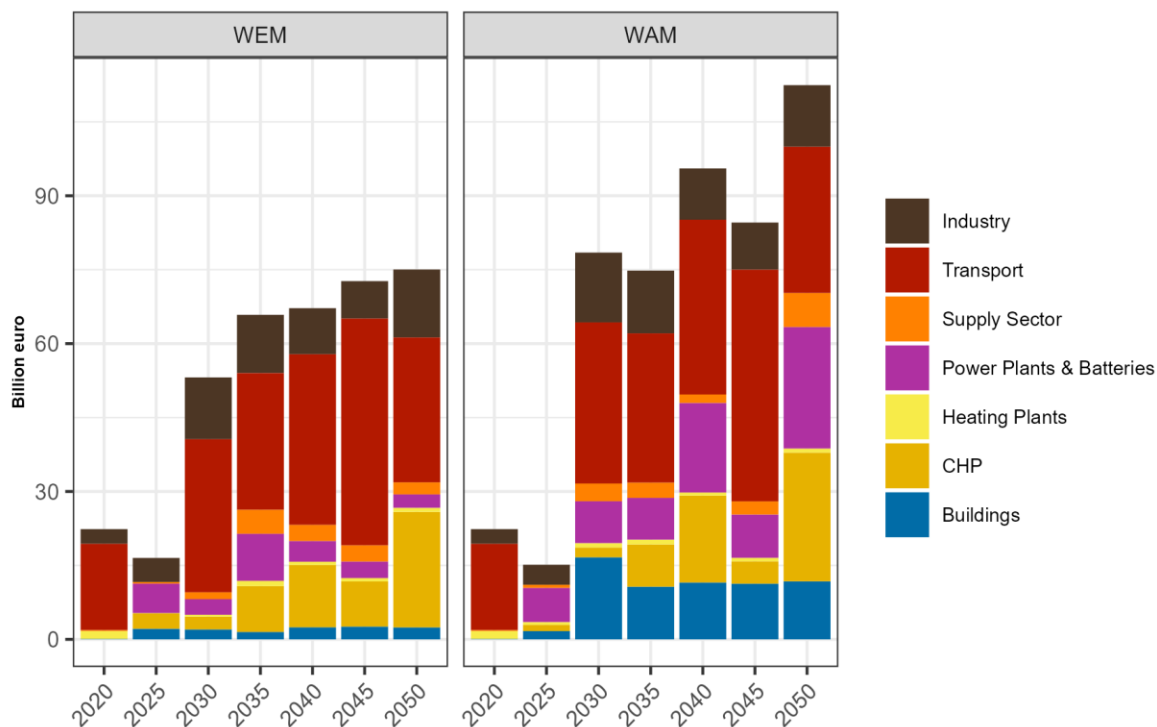 WEM
WAM
Billion euro
90
60
30
0
2020
2025
2030
2035
2040
2045
2050
2020
2025
2030
2035
2040
2045
2050
Industry
Transport
Supply Sector
Power Plants & Batteries
Heating Plants
CHP
Buildings